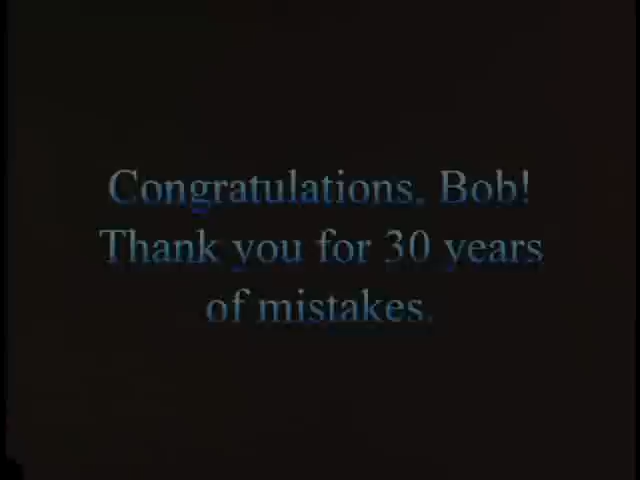 Congratulations, Bob!
Thank you for 30 years
of mistakes.